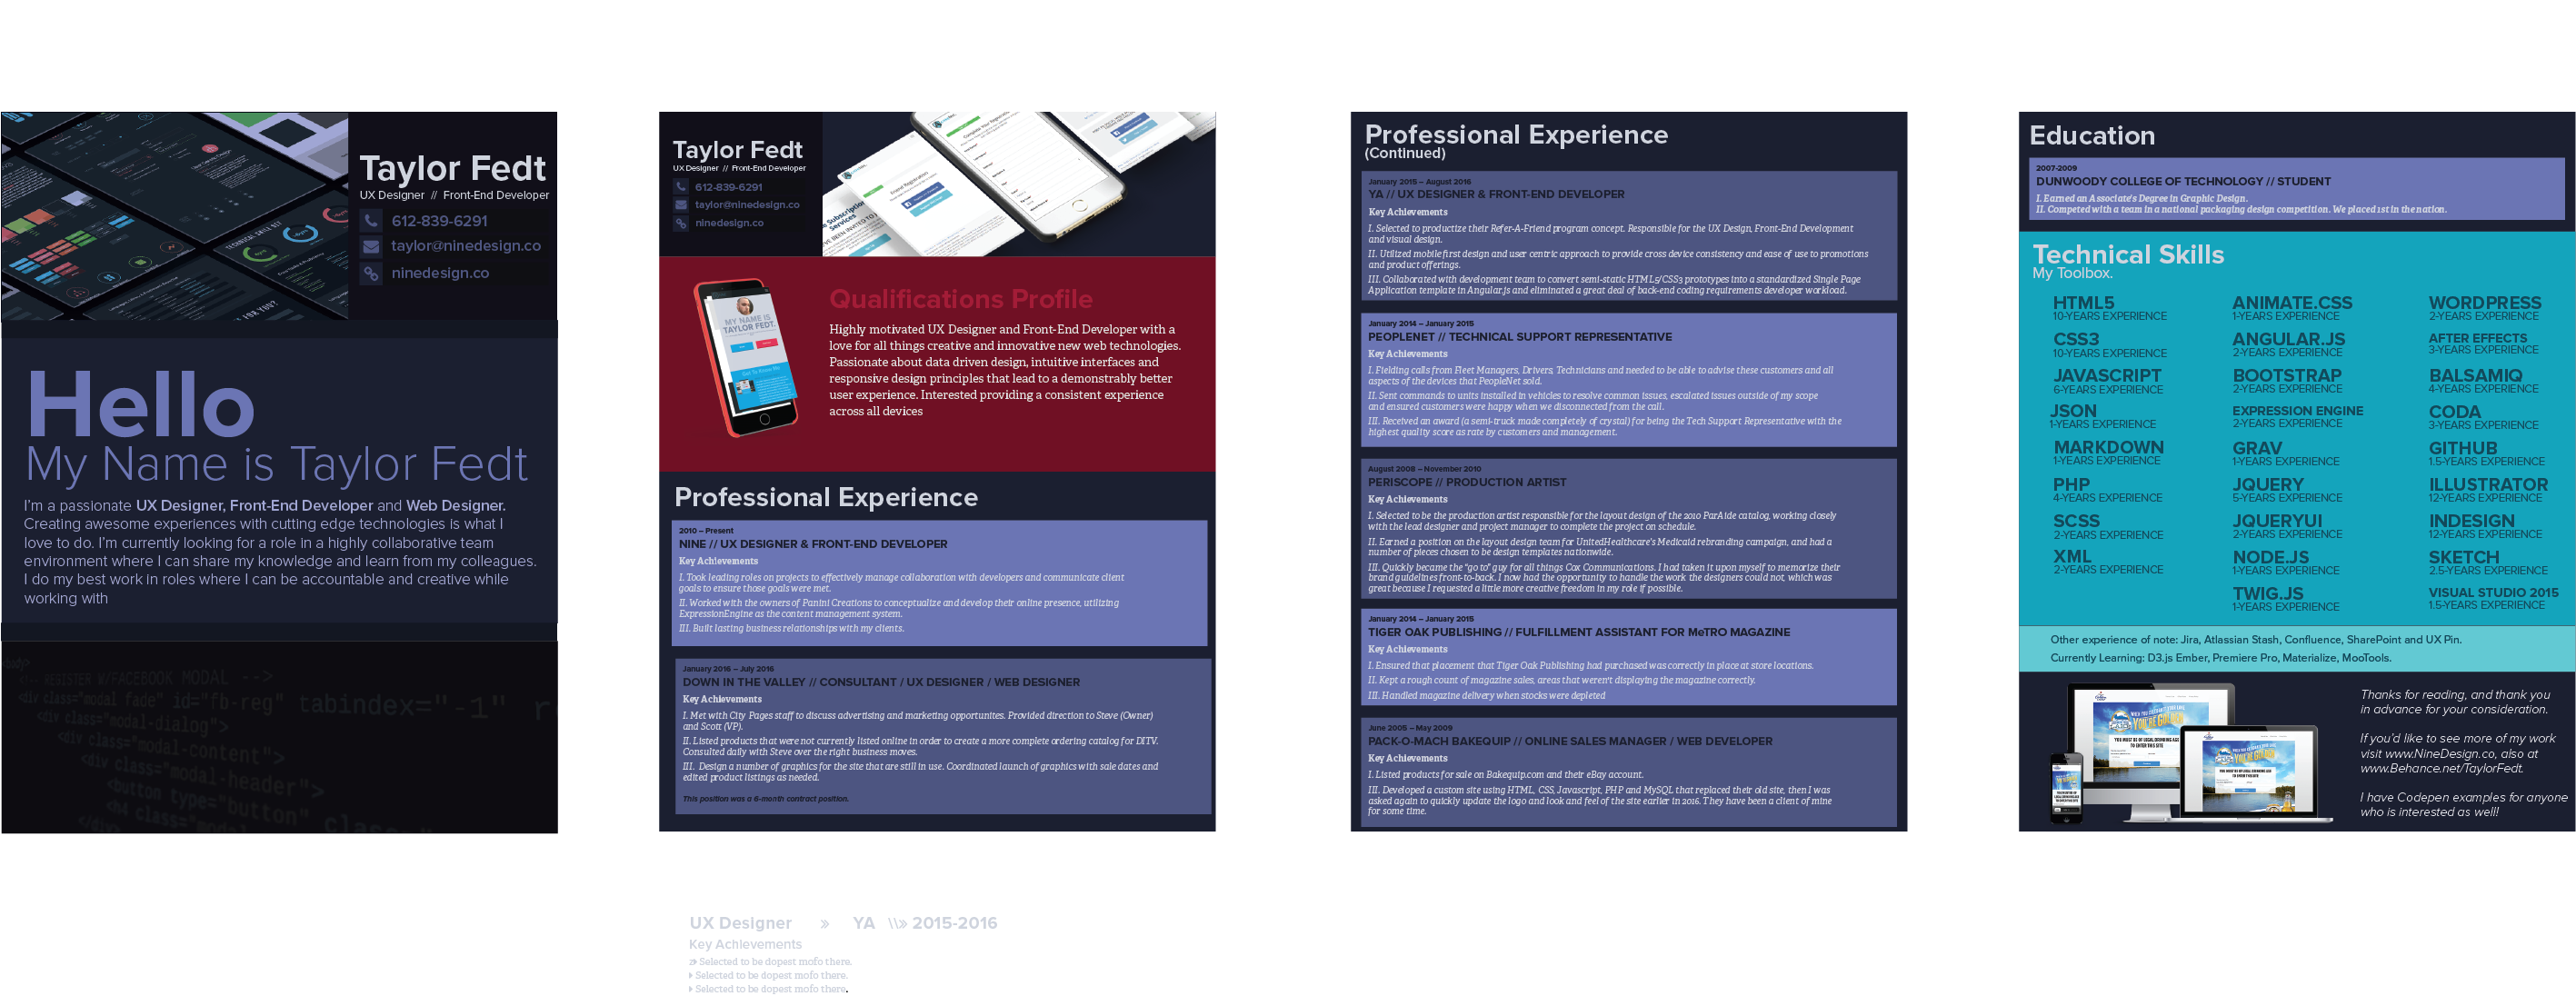 Taylor Fedt
UX Designer // Front-End Developer
612-839-6291
taylor@ninedesign.co
ninedesign.co
Hello
My Name is Taylor Fedt
I'm a passionate UX Designer, Front-End Developer and Web Designer.
Creating awesome experiences with cutting edge technologies is what I
love to do. I'm currently looking for a role in a highly collaborative team
environment where I can share my knowledge and learn from my colleagues.
I do my best work in roles where I can be accountable and creative while
working with
<body>
<!-- REGISTER W/FACEBOOK MODAL -->
<div class="modal fade" id="fb-reg" tabindex="-1" r
<div class="modal-dialog">
<div class="modal-content">
<div class="modal-header">
<button type="button" class="
<h4 class="modal-
</div>
Taylor Fedt
UX Designer // Front-End Developer
612-839-6291
taylor@ninedesign.co
ninedesign.co
Subscription
Services
MY NAME IS
TAYLOR FEDT.
Qualifications Profile
Highly motivated UX Designer and Front-End Developer with a
love for all things creative and innovative new web technologies.
Passionate about data driven design, intuitive interfaces and
responsive design principles that lead to a demonstrably better
user experience. Interested providing a consistent experience
across all devices
Professional Experience
2010 – Present
NINE // UX DESIGNER & FRONT-END DEVELOPER
Key Achievements
I. Took leading roles on projects to effectively manage collaboration with developers and communicate client
goals to ensure those goals were met.
II. Worked with the owners of Panini Creations to conceptualize and develop their online presence, utilizing
ExpressionEngine as the content management system.
III. Built lasting business relationships with my clients.
January 2016 – July 2016
DOWN IN THE VALLEY // CONSULTANT / UX DESIGNER / WEB DESIGNER
Key Achievements
I. Met with City Pages staff to discuss advertising and marketing opportunites. Provided direction to Steve (Owner)
and Scott (VP).
II. Listed products that were not currently listed online in order to create a more complete ordering catalog for DITV.
Consulted daily with Steve over the right business moves.
III. Design a number of graphics for the site that are still in use. Coordinated launch of graphics with sale dates and
edited product listings as needed.
This position was a 6-month contract position.
Professional Experience
(Continued)
January 2015 – August 2016
YA // UX DESIGNER & FRONT-END DEVELOPER
Key Achievements
I. Selected to productize their Refer-A-Friend program concept. Responsible for the UX Design, Front-End Development
and visual design.
II. Utilized mobile first design and user centric approach to provide cross device consistency and ease of use to promotions
and product offerings.
III. Collaborated with development team to convert semi-static HTML5/CSS3 prototypes into a standardized Single Page
Application template in Angular.js and eliminated a great deal of back-end coding requirements developer workload.
January 2014 – January 2015
PEOPLENET // TECHNICAL SUPPORT REPRESENTATIVE
Key Achievements
I. Fielding calls from Fleet Managers, Drivers, Technicians and needed to be able to advise these customers and all
aspects of the devices that PeopleNet sold.
II. Sent commands to units installed in vehicles to resolve common issues, escalated issues outside of my scope
and ensured customers were happy when we disconnected from the call.
III. Received an award (a semi-truck made completely of crystal) for being the Tech Support Representative with the
highest quality score as rate by customers and management.
August 2008 – November 2010
PERISCOPE // PRODUCTION ARTIST
Key Achievements
I. Selected to be the production artist responsible for the layout design of the 2010 ParAide catalog, working closely
with the lead designer and project manager to complete the project on schedule.
II. Earned a position on the layout design team for UnitedHealthcare's Medicaid rebranding campaign, and had a
number of pieces chosen to be design templates nationwide.
III. Quickly became the "go to" guy for all things Cox Communications. I had taken it upon myself to memorize their
brand guidelines front-to-back. I now had the opportunity to handle the work the designers could not, which was
great because I requested a little more creative freedom in my role if possible.
January 2014 – January 2015
TIGER OAK PUBLISHING // FULFILLMENT ASSISTANT FOR MeTRO MAGAZINE
Key Achievements
I. Ensured that placement that Tiger Oak Publishing had purchased was correctly in place at store locations.
II. Kept a rough count of magazine sales, areas that weren't displaying the magazine correctly.
III. Handled magazine delivery when stocks were depleted
June 2005 – May 2009
PACK-O-MACH BAKEQUIP // ONLINE SALES MANAGER / WEB DEVELOPER
Key Achievements
I. Listed products for sale on Bakequip.com and their eBay account.
III. Developed a custom site using HTML, CSS, Javascript, PHP and MySQL that replaced their old site, then I was
asked again to quickly update the logo and look and feel of the site earlier in 2016. They have been a client of mine
for some time.
Education
2007-2009
DUNWOODY COLLEGE OF TECHNOLOGY // STUDENT
I. Earned an Associate's Degree in Graphic Design.
II. Competed with a team in a national packaging design competition. We placed 1st in the nation.
Technical Skills
My Toolbox.
HTML5
10-YEARS EXPERIENCE
CSS3
10-YEARS EXPERIENCE
JAVASCRIPT
6-YEARS EXPERIENCE
JSON
1-YEARS EXPERIENCE
MARKDOWN
1-YEARS EXPERIENCE
PHP
4-YEARS EXPERIENCE
SCSS
2-YEARS EXPERIENCE
XML
2-YEARS EXPERIENCE
ANIMATE.CSS
1-YEARS EXPERIENCE
ANGULAR.JS
2-YEARS EXPERIENCE
BOOTSTRAP
2-YEARS EXPERIENCE
EXPRESSION ENGINE
2-YEARS EXPERIENCE
GRAV
1-YEARS EXPERIENCE
JQUERY
5-YEARS EXPERIENCE
JQUERYUI
2-YEARS EXPERIENCE
NODE.JS
1-YEARS EXPERIENCE
TWIG.JS
1-YEARS EXPERIENCE
WORDPRESS
2-YEARS EXPERIENCE
AFTER EFFECTS
3-YEARS EXPERIENCE
BALSAMIQ
4-YEARS EXPERIENCE
CODA
3-YEARS EXPERIENCE
GITHUB
1.5-YEARS EXPERIENCE
ILLUSTRATOR
12-YEARS EXPERIENCE
INDESIGN
12-YEARS EXPERIENCE
SKETCH
2.5-YEARS EXPERIENCE
VISUAL STUDIO 2015
1.5-YEARS EXPERIENCE
Other experience of note: Jira, Atlassian Stash, Confluence, SharePoint and UX Pin.
Currently Learning: D3.js Ember, Premiere Pro, Materialize, MooTools.
YOU'RE GOLDEN
YOU'RE GOLDEN
Thanks for reading, and thank you
in advance for your consideration.
If you'd like to see more of my work
visit www.NineDesign.co, also at
www.Behance.net/TaylorFedt.
I have Codepen examples for anyone
who is interested as well!
UX Designer » YA \\» 2015-2016
Key Achievements
Selected to be dopest mofo there.
Selected to be dopest mofo there.
Selected to be dopest mofo there.